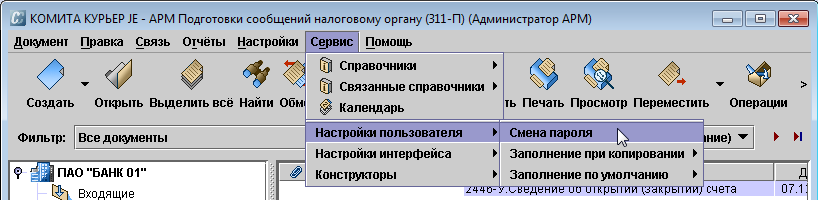 КОМИТА КУРЬЕР JE - АРМ Подготовки сообщений налоговому органу (311-П) (Администратор АРМ)
Документ Правка Связь Отчёты Настройки Сервис Помощь
Справочники
Связанные справочники
Календарь
Создать Открыть Выделить всё Найти Печать Просмотр Переместить Операции >
Настройки пользователя
Настройки интерфейса
Конструкторы
Смена пароля
Заполнение при копировании
Заполнение по умолчанию
Фильтр: Все документы
ПАО "БАНК 01"
Входящие
2446-У.Сведение об открытии (закрытии) счета 07.1